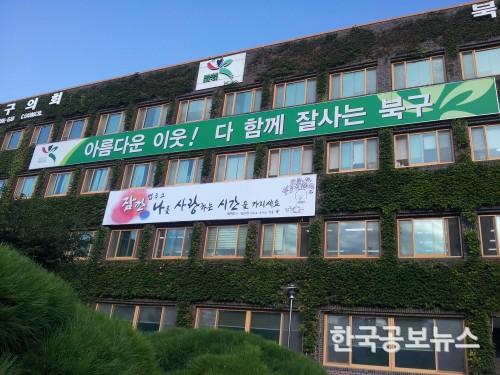 북
구의회
COUNCIL
아름다운 이웃! 다 함께 잘사는 북구
잠깐 멈추고 나를 사랑하는 시간을 가지세요
한국공보뉴스